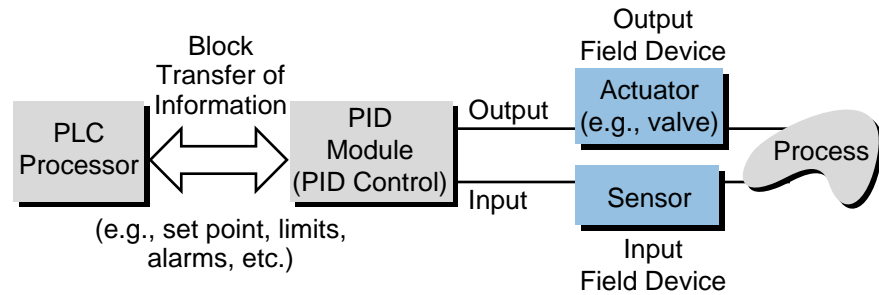 Block
Transfer of
Information
PLC
Processor
(e.g., set point, limits,
alarms, etc.)
PID
Module
(PID Control)
Output
Input
Output
Field Device
Actuator
(e.g., valve)
Sensor
Input
Field Device
Process